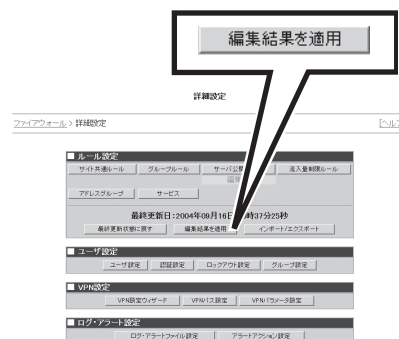 編集結果を適用
詳細設定
ファイアウォール > 詳細設定
■ ルール設定
サイト共通ルール グループルール 流入量制限ルール
アドレスグループ サービス
最終更新日:2004年09月16日 時37分25秒
最終更新状態に戻す 編集結果を適用 インポート/エクスポート
■ ユーザ設定
ユーザ設定 認証設定 ロックアウト設定 グループ設定
■ VPN設定
VPN設定ウィザード VPNパス設定 VPNパラメータ設定
■ ログ・アラート設定
ログ・アラートファイル設定 アラートアクション設定